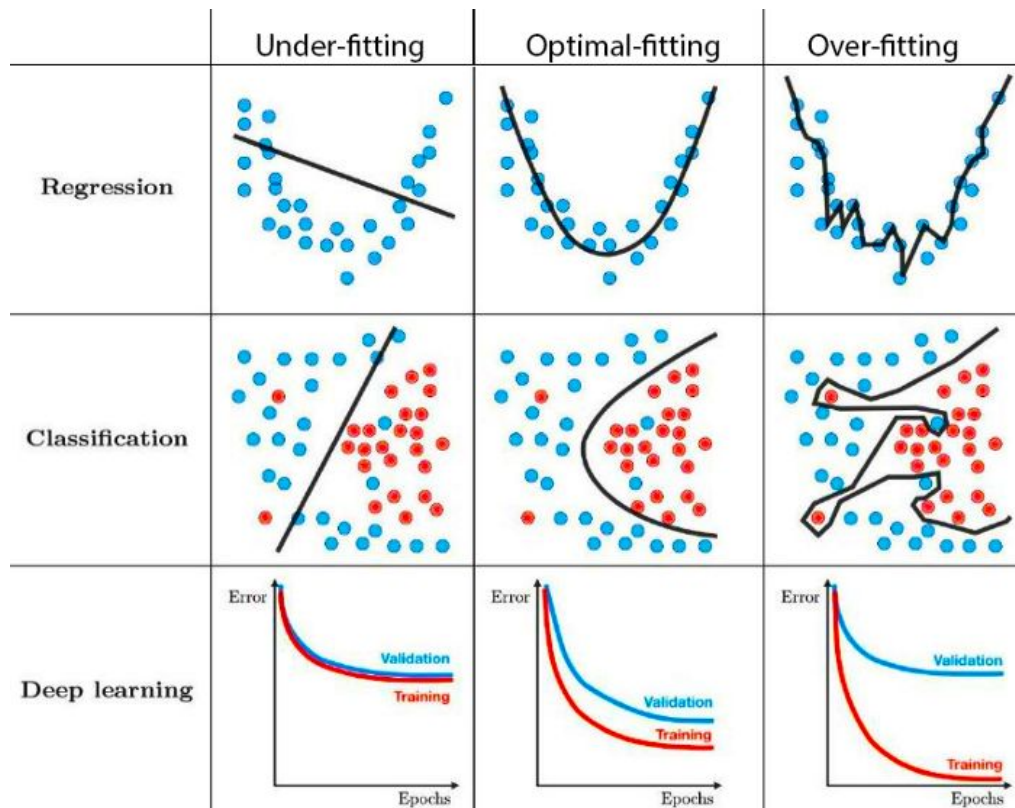 Under-fitting
Optimal-fitting
Over-fitting
Regression
Classification
Deep learning
Error
Validation
Training
Epochs
Error
Validation
Training
Epochs
Error
Validation
Training
Epochs